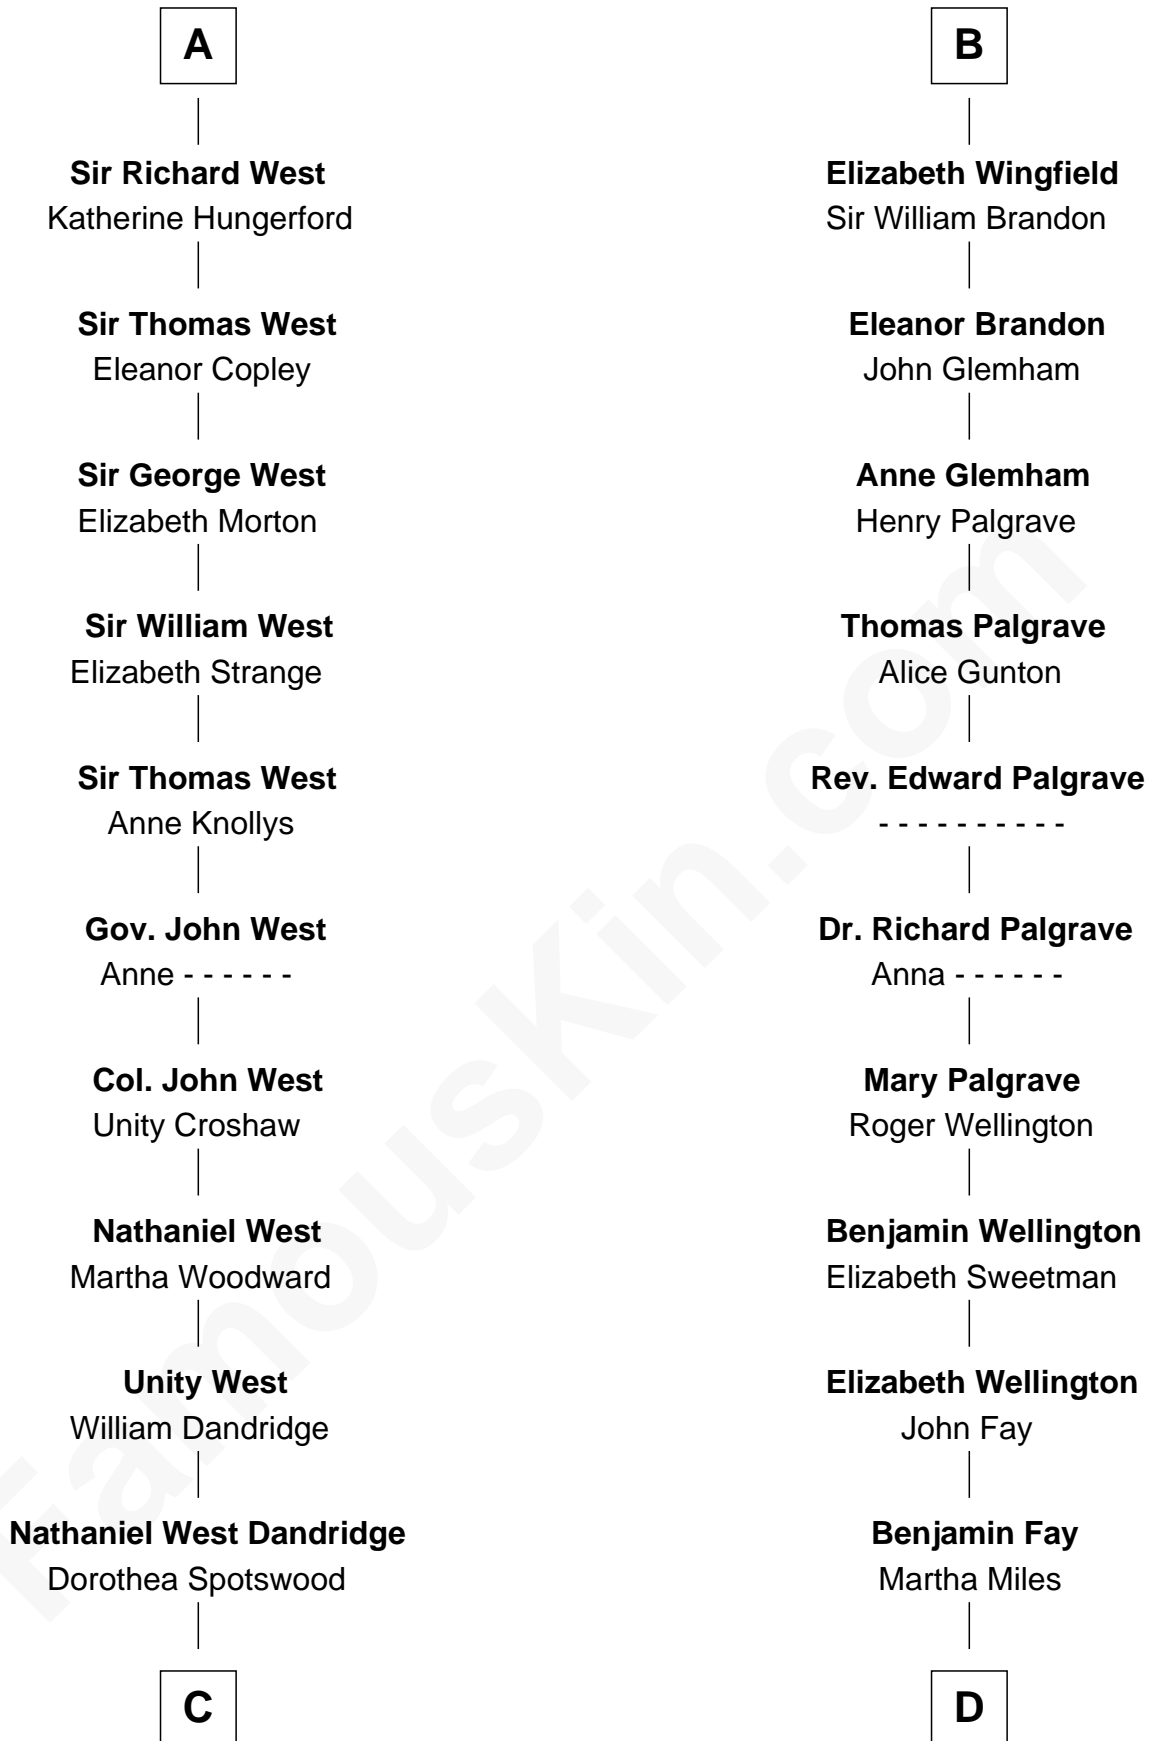 A
Sir Richard West
Katherine Hungerford
Sir Thomas West
Eleanor Copley
Sir George West
Elizabeth Morton
Sir William West
Elizabeth Strange
Sir Thomas West
Anne Knollys
Gov. John West
Anne - - - - - -
Col. John West
Unity Croshaw
Nathaniel West
Martha Woodward
Unity West
William Dandridge
Nathaniel West Dandridge
Dorothea Spotswood
C
B
Elizabeth Wingfield
Sir William Brandon
Eleanor Brandon
John Glemham
Anne Glemham
Henry Palgrave
Thomas Palgrave
Alice Gunton
Rev. Edward Palgrave
- - - - - - - - - -
Dr. Richard Palgrave
Anna - - - - - -
Mary Palgrave
Roger Wellington
Benjamin Wellington
Elizabeth Sweetman
Elizabeth Wellington
John Fay
Benjamin Fay
Martha Miles
D
FamousKin.com